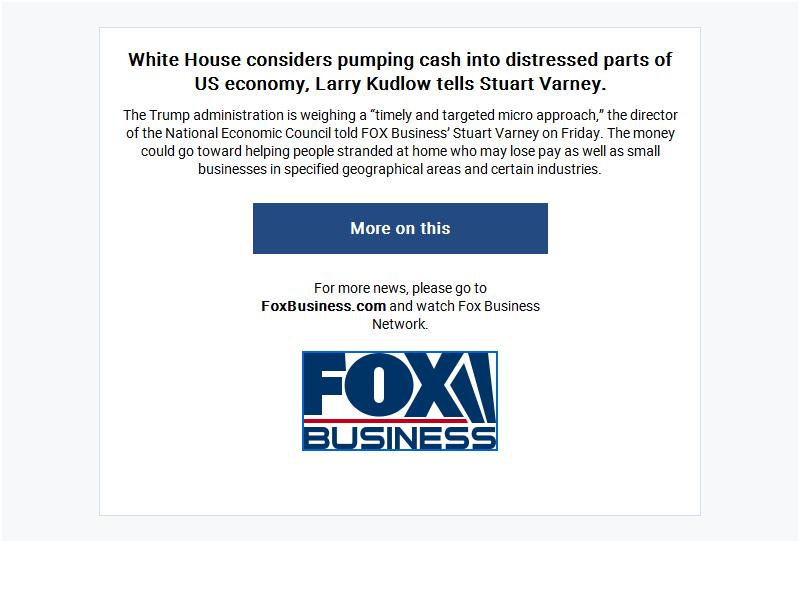 White House considers pumping cash into distressed parts of
US economy, Larry Kudlow tells Stuart Varney.
The Trump administration is weighing a “timely and targeted micro approach,” the director
of the National Economic Council told FOX Business’ Stuart Varney on Friday. The money
could go toward helping people stranded at home who may lose pay as well as small
businesses in specified geographical areas and certain industries.
More on this
For more news, please go to
FoxBusiness.com and watch Fox Business
Network.
FOX
BUSINESS